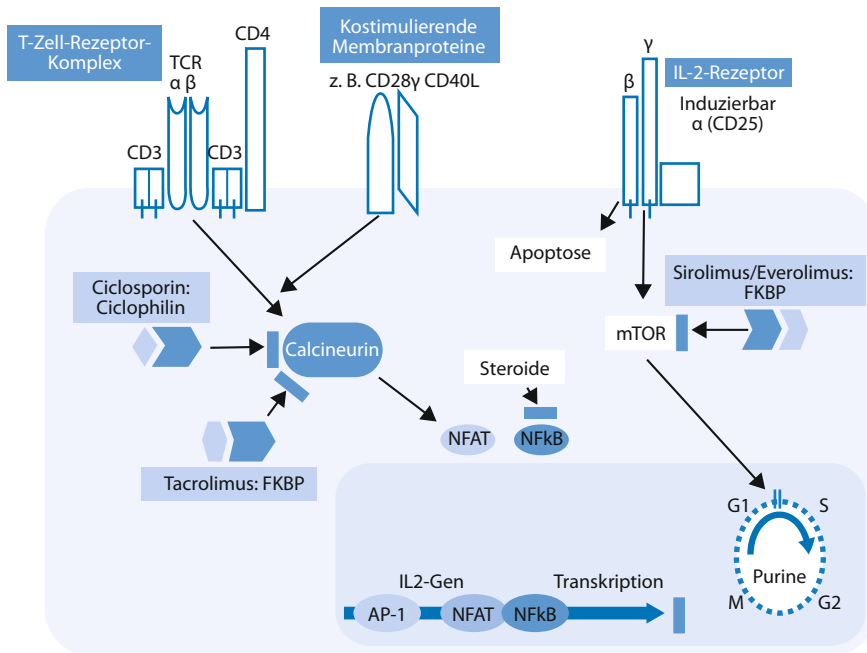 T-Zell-Rezeptor-
Komplex
TCR
α β
CD4
CD3
CD3
Kostimulierende
Membranproteine
z. B. CD28γ CD40L
β
γ
IL-2-Rezeptor
Induzierbar
α (CD25)
Apoptose
Ciclosporin:
Ciclophilin
Calcineurin
Tacrolimus: FKBP
Steroide
NFAT
NFkB
Sirolimus/Everolimus:
FKBP
mTOR
G1
S
Purine
M
G2
IL2-Gen
Transkription
AP-1
NFAT
NFkB